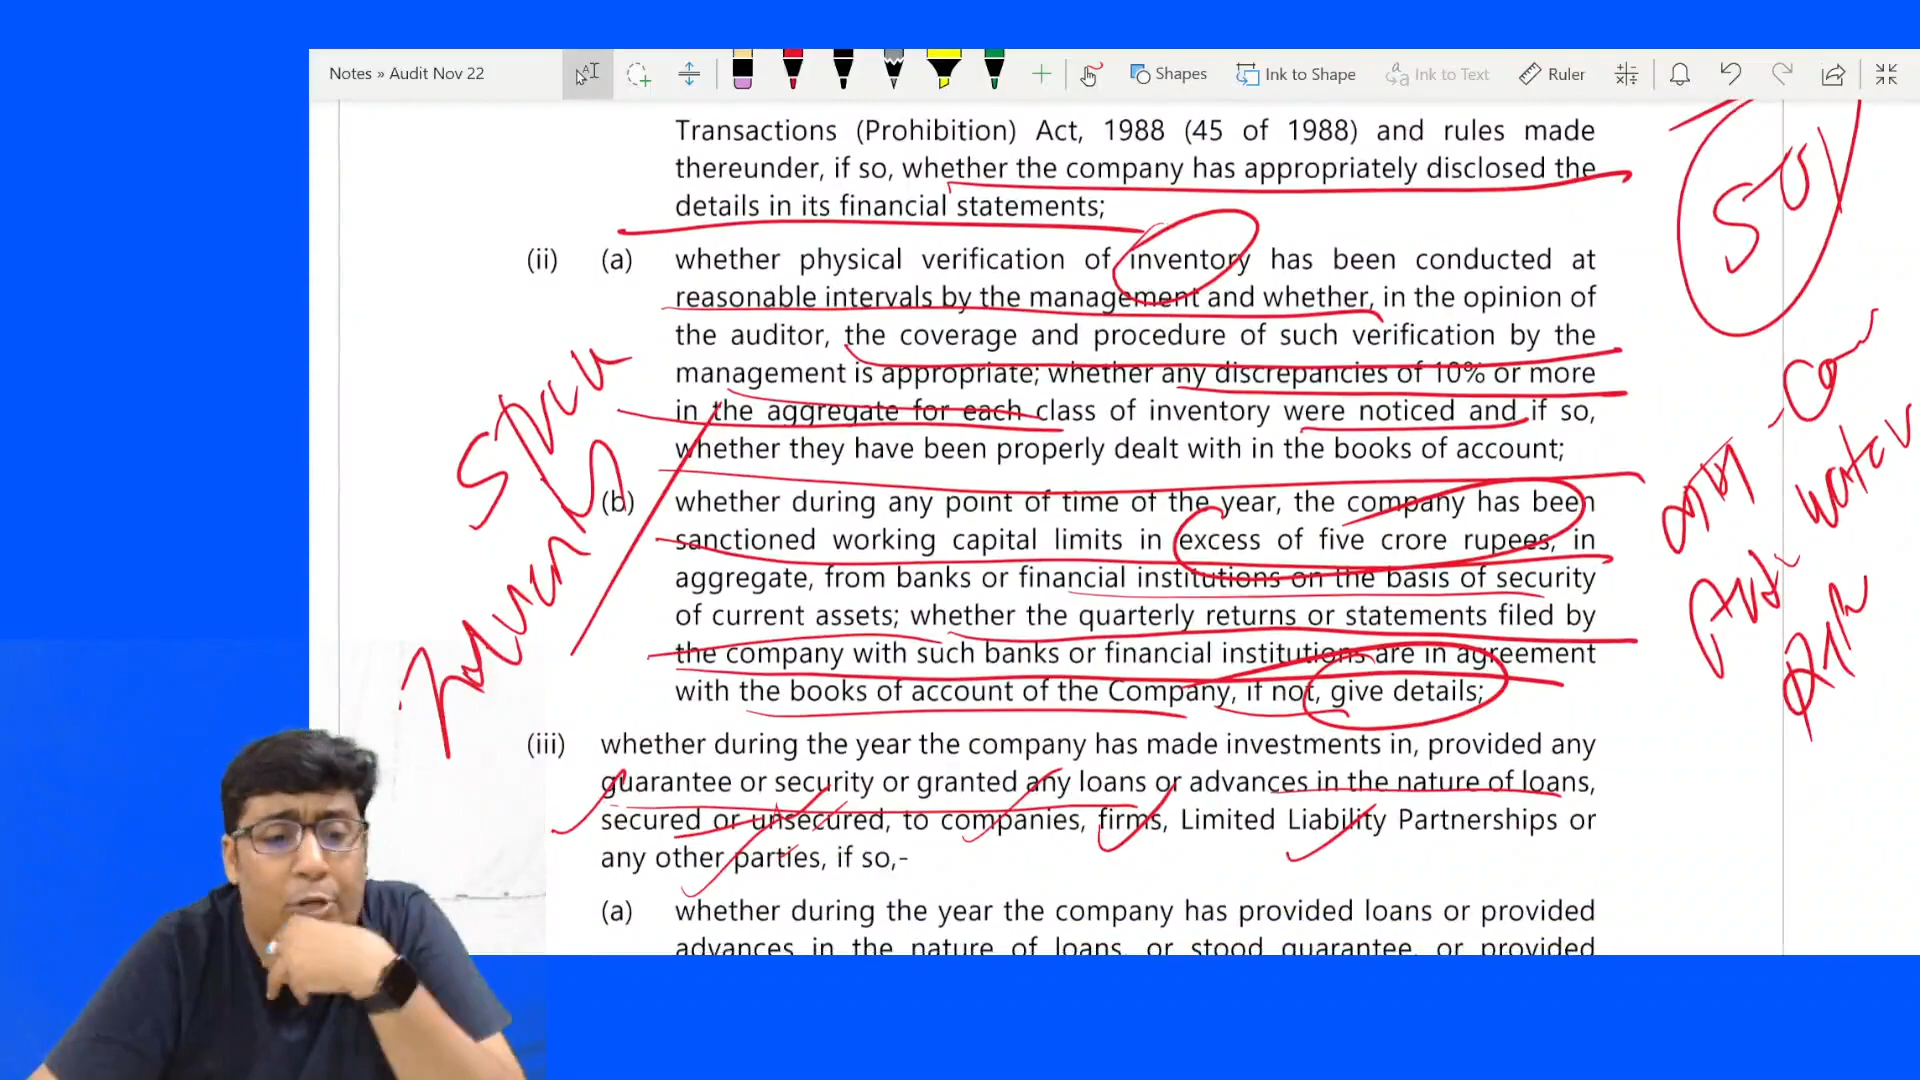 Notes » Audit Nov 22
Shapes
Ink to Shape
Ink to Text
Ruler
Transactions (Prohibition) Act, 1988 (45 of 1988) and rules made
thereunder, if so, whether the company has appropriately disclosed the
details in its financial statements;
(ii) (a) whether physical verification of inventory has been conducted at
reasonable intervals by the management and whether, in the opinion of
the auditor, the coverage and procedure of such verification by the
management is appropriate; whether any discrepancies of 10% or more
in the aggregate for each class of inventory were noticed and if so,
whether they have been properly dealt with in the books of account;
(b) whether during any point of time of the year, the company has been
sanctioned working capital limits in excess of five crore rupees, in
aggregate, from banks or financial institutions on the basis of security
of current assets; whether the quarterly returns or statements filed by
the company with such banks or financial institutions are in agreement
with the books of account of the Company, if not, give details;
(iii) whether during the year the company has made investments in, provided any
guarantee or security or granted any loans or advances in the nature of loans,
secured or unsecured, to companies, firms, Limited Liability Partnerships or
any other parties, if so,-
(a) whether during the year the company has provided loans or provided
advances in the nature of loans, or stood guarantee, or provided